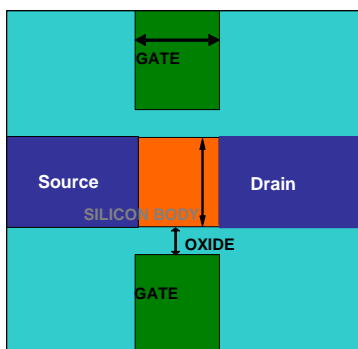 GATE
Source
Drain
SILICON BODY
OXIDE
GATE